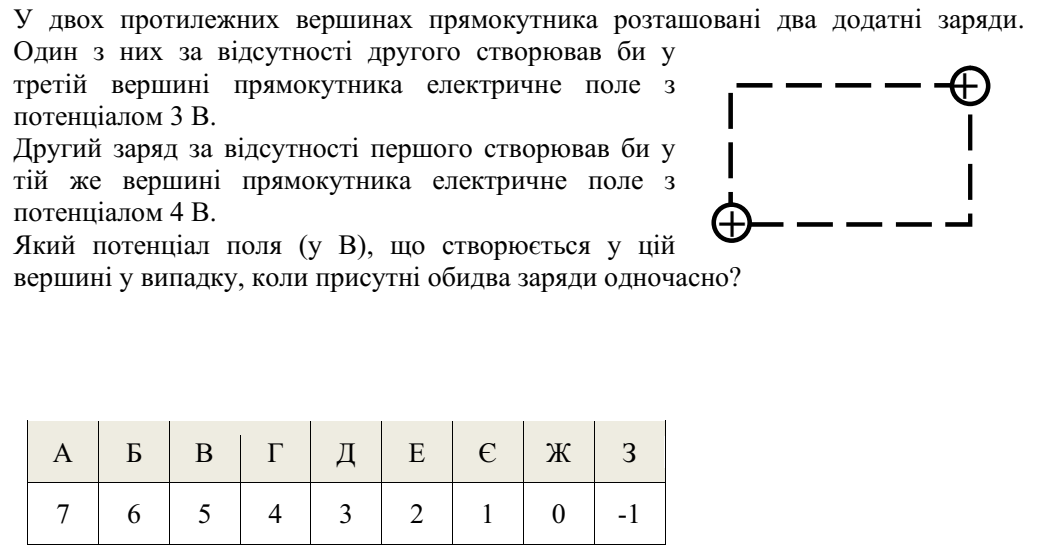 У двох протилежних вершинах прямокутника розташовані два додатні заряди.
Один з них за відсутності другого створював би у
третій вершині прямокутника електричне поле з
потенціалом 3 В.
Другий заряд за відсутності першого створював би у
тій же вершині прямокутника електричне поле з
потенціалом 4 В.
Який потенціал поля (у В), що створюється у цій
вершині у випадку, коли присутні обидва заряди одночасно?
+
+
А Б В Г Д Е Є Ж З
7 6 5 4 3 2 1 0 -1